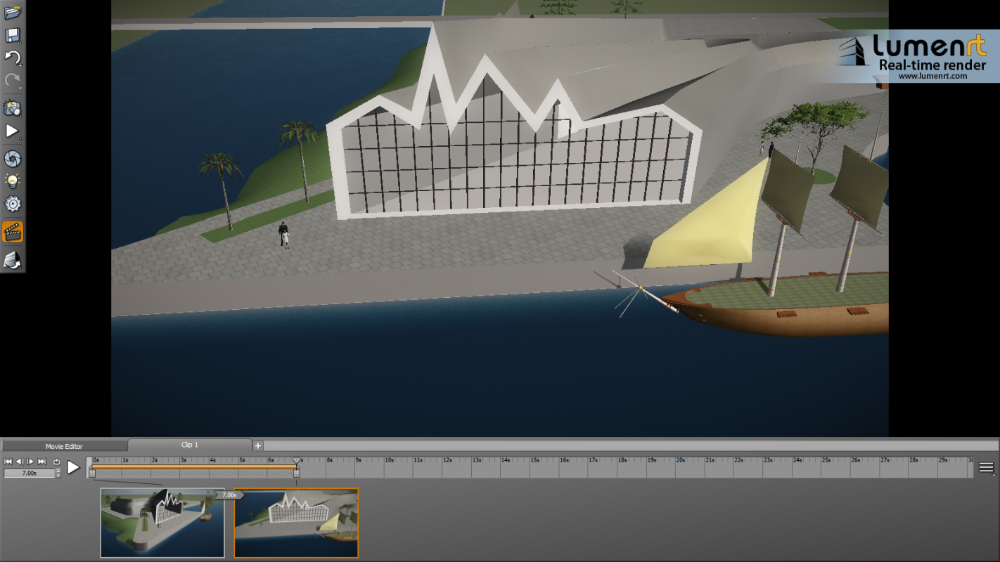 Lumenrt
Real-time render
www.lumenrt.com
Movie Editor
Clip 1
+
0s 1s 2s 3s 4s 5s 6s 8s 9s 10s 11s 12s 13s 14s 15s 16s 17s 18s 19s 20s 21s 22s 23s 24s 25s 26s 27s 28s 29s
7.00s
7.00s